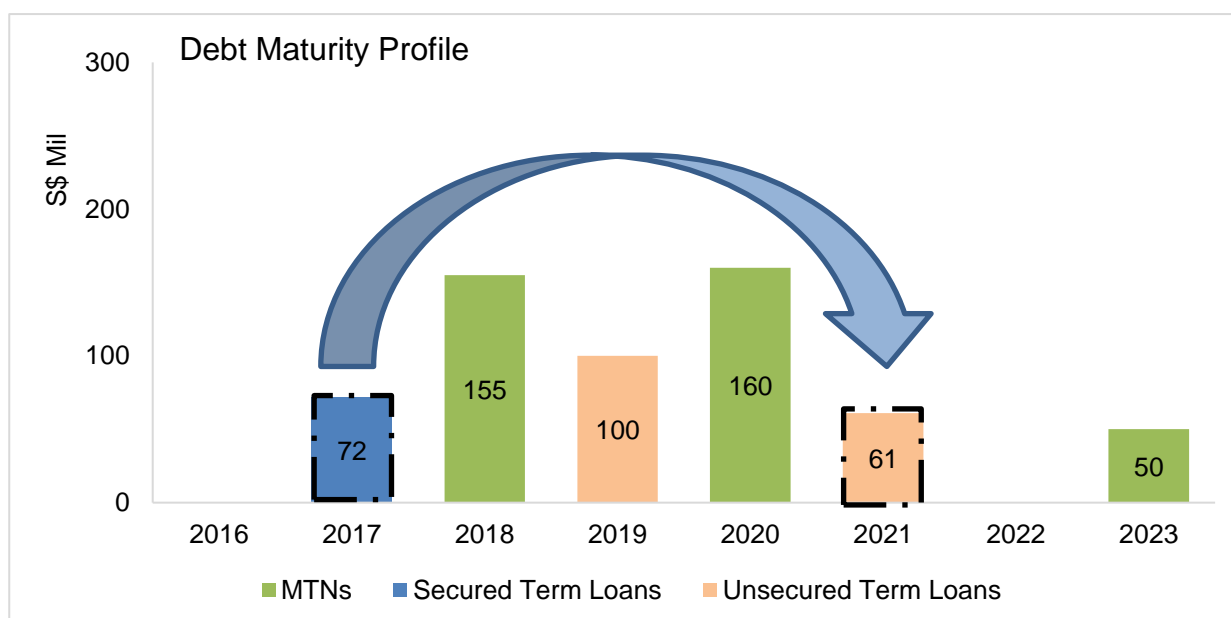 Debt Maturity Profile
S$ Mil
300
200
100
0
72
155
100
160
61
50
2016 2017 2018 2019 2020 2021 2022 2023
MTNs Secured Term Loans Unsecured Term Loans